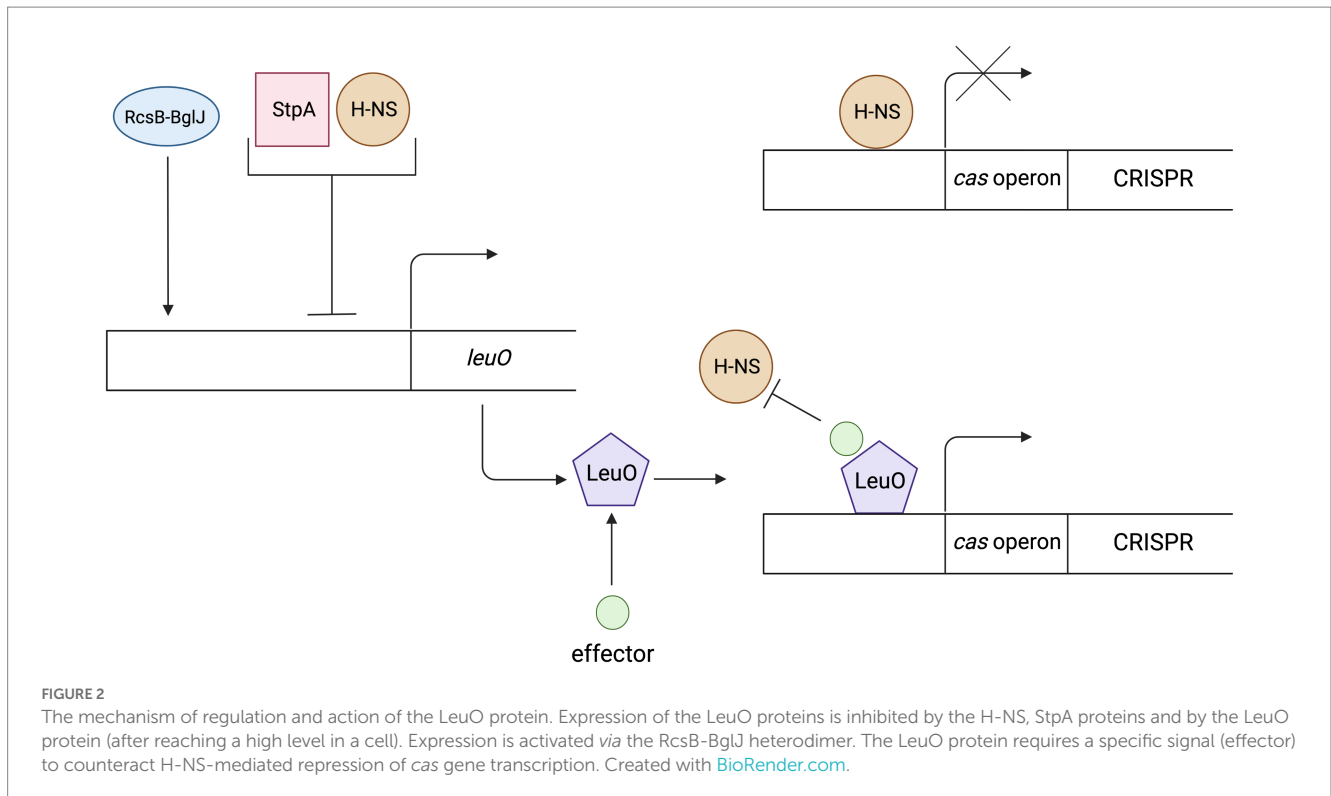 RcsB-BglJ
StpA
H-NS
leuO
LeuO
effector
H-NS
cas operon
CRISPR
H-NS
LeuO
cas operon
CRISPR
FIGURE 2
The mechanism of regulation and action of the LeuO protein. Expression of the LeuO proteins is inhibited by the H-NS, StpA proteins and by the LeuO
protein (after reaching a high level in a cell). Expression is activated via the RcsB-BglJ heterodimer. The LeuO protein requires a specific signal (effector)
to counteract H-NS-mediated repression of cas gene transcription. Created with BioRender.com.